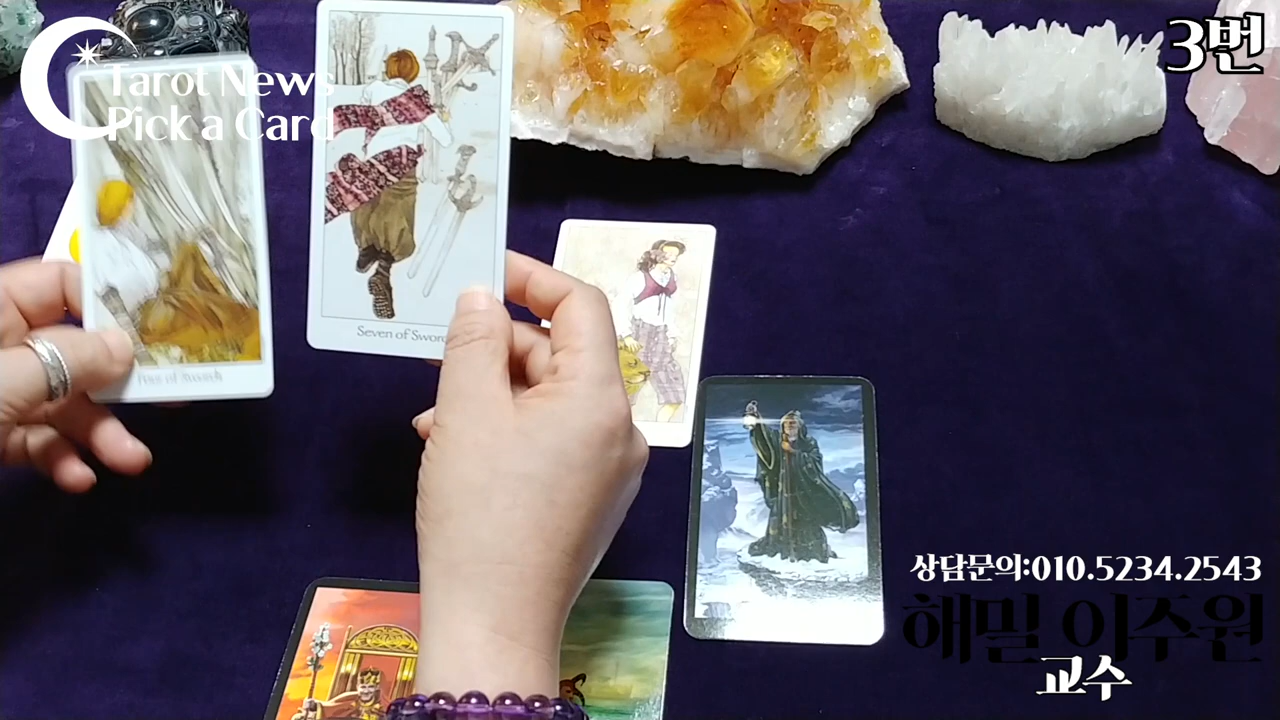 Tarot News
Pick a Card
3번
Seven of Sword
상담문의:010.5234.2543
해밀 이주원
교수